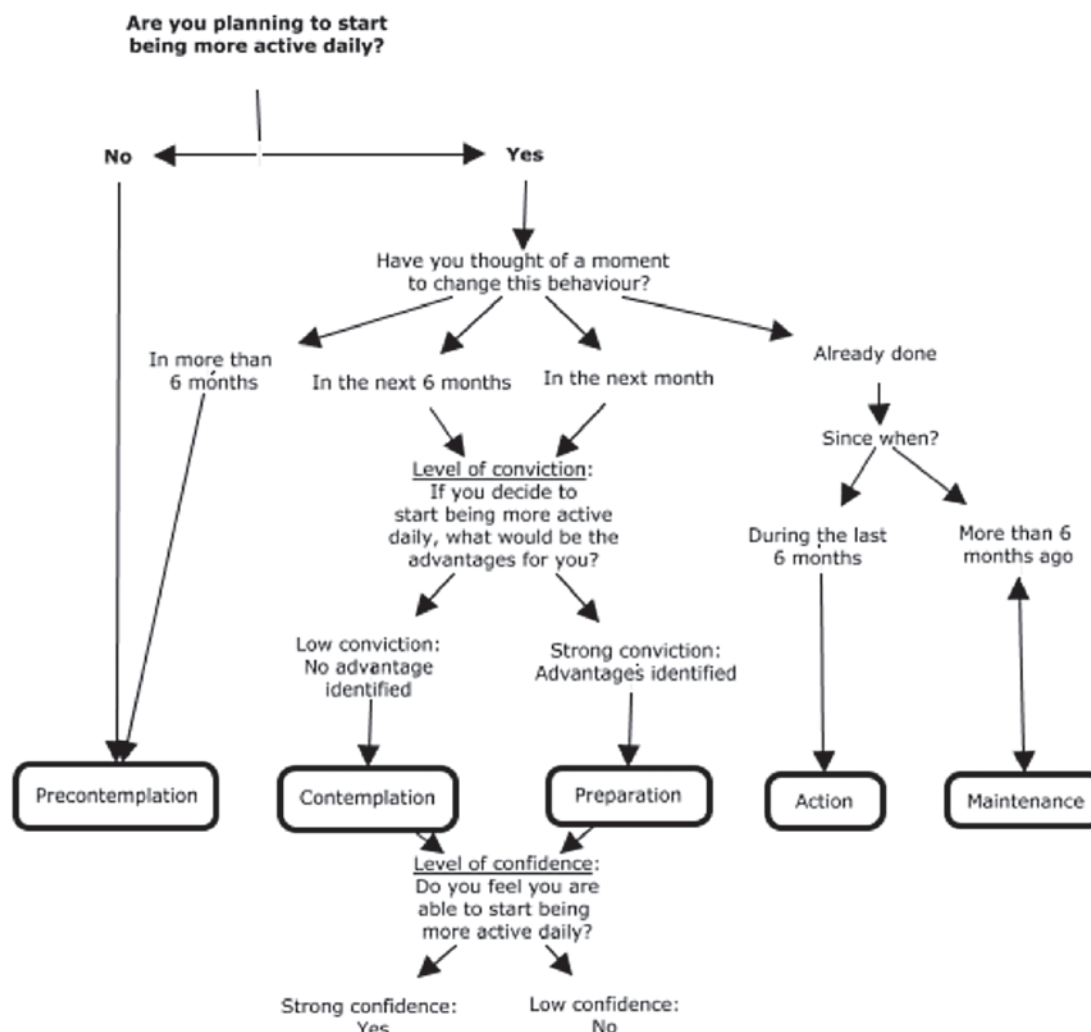 Are you planning to start
being more active daily?
No
Yes
Have you thought of a moment
to change this behaviour?
In more than
6 months
In the next 6 months
In the next month
Already done
Since when?
Level of conviction:
If you decide to
start being more active
daily, what would be the
advantages for you?
During the last
6 months
More than 6
months ago
Low conviction:
No advantage
identified
Strong conviction:
Advantages identified
Precontemplation
Contemplation
Preparation
Action
Maintenance
Level of confidence:
Do you feel you are
able to start being
more active daily?
Strong confidence:
Yes
Low confidence:
No